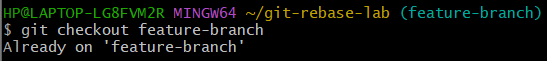 HP@LAPTOP-LG8FVM2R MINGW64 ~/git-rebase-lab (feature-branch)
$ git checkout feature-branch
Already on 'feature-branch'